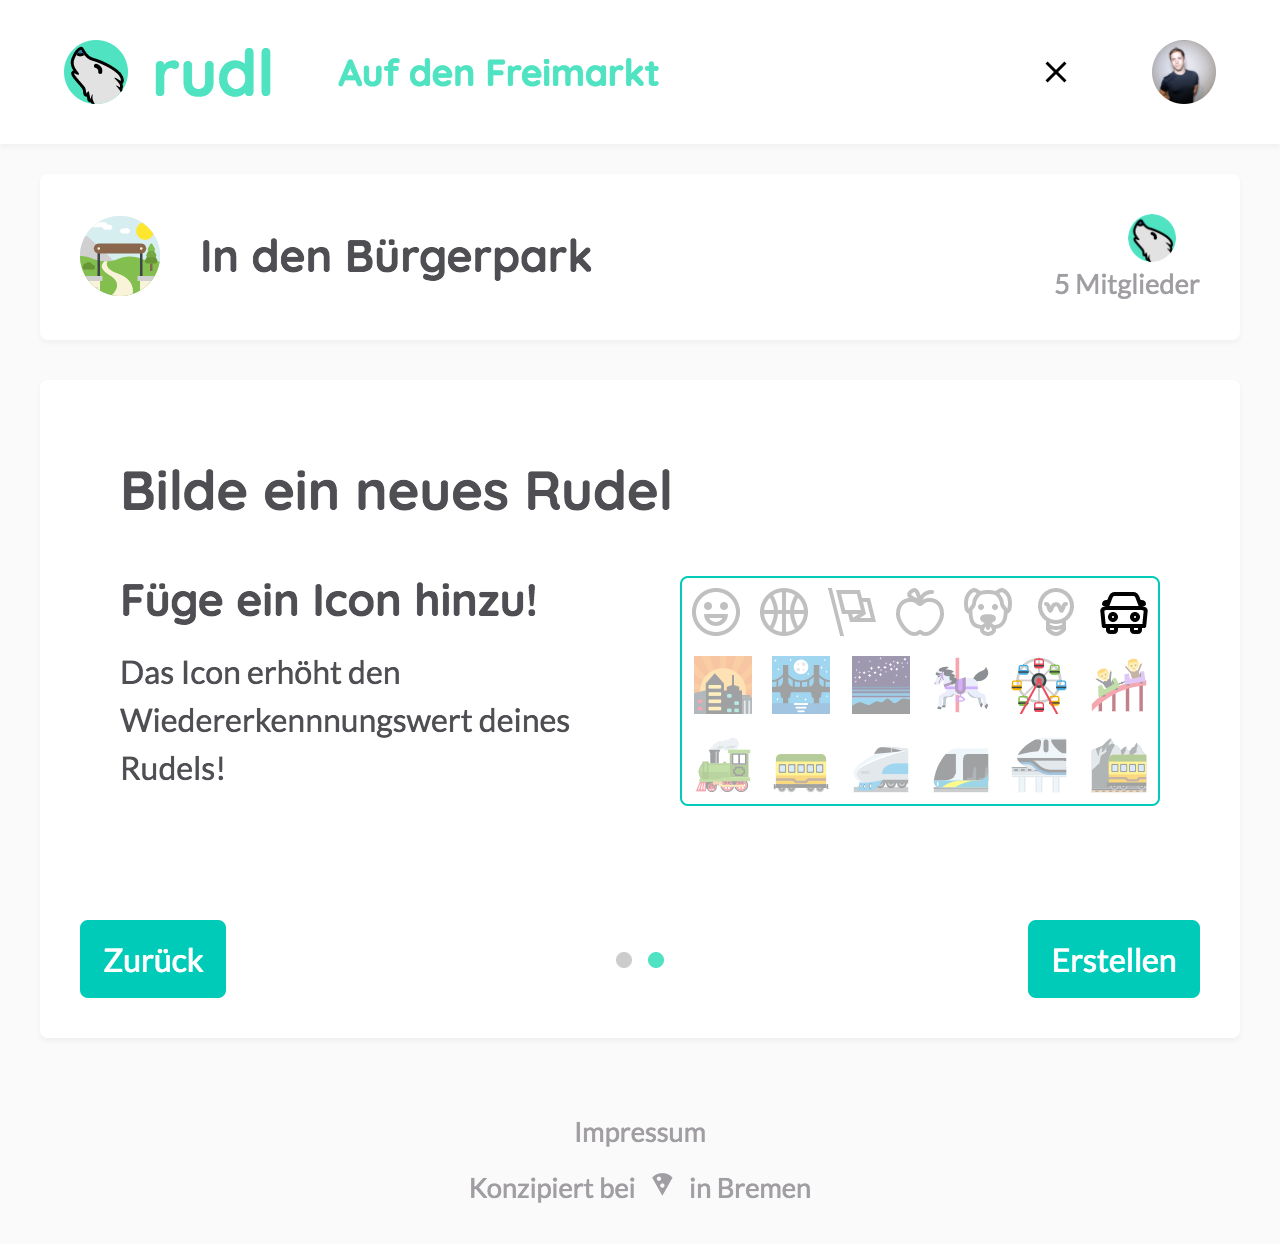 rudl
Auf den Freimarkt
In den Bürgerpark
5 Mitglieder
Bilde ein neues Rudel
Füge ein Icon hinzu!
Das Icon erhöht den
Wiedererkennnungswert deines
Rudels!
Zurück
Erstellen
Impressum
Konzipiert bei in Bremen